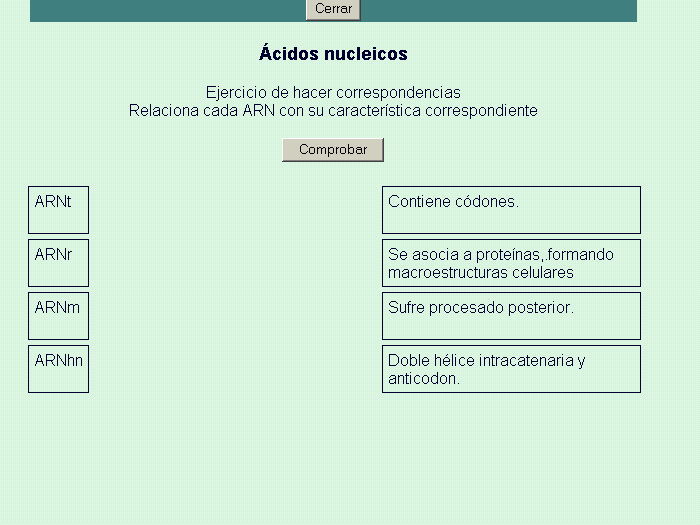 Cerrar
Ácidos nucleicos
Ejercicio de hacer correspondencias
Relaciona cada ARN con su característica correspondiente
Comprobar
ARNt
Contiene códones.
ARNr
Se asocia a proteínas,.formando
macroestructuras celulares
ARNm
Sufre procesado posterior.
ARNhn
Doble hélice intracatenaria y
anticodon.